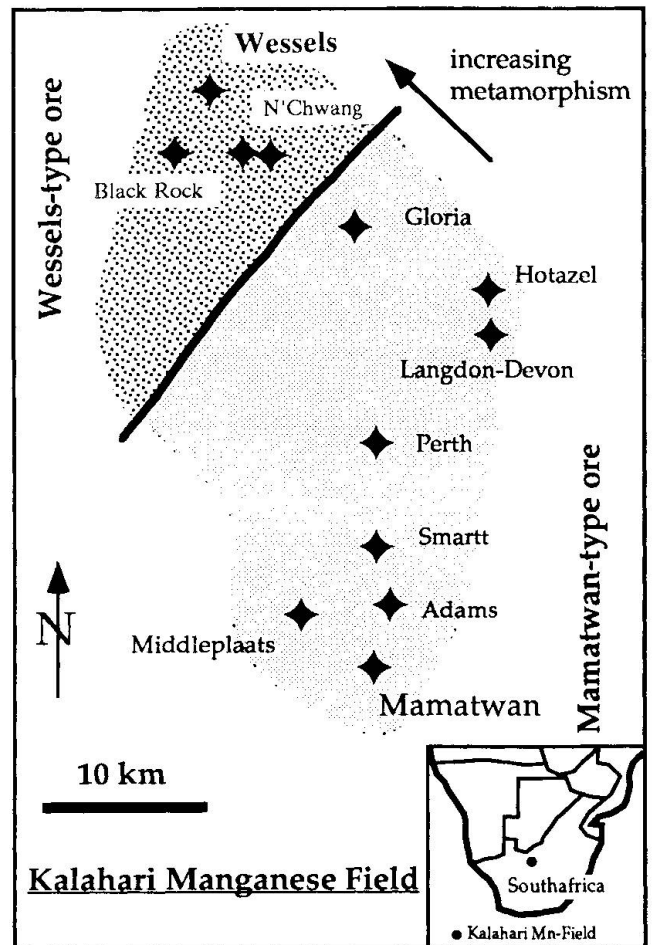 Wessels
increasing
metamorphism
N'Chwang
Black Rock
Wessels-type ore
Gloria
Hotazel
Langdon-Devon
Perth
Smartt
Adams
Middleplaats
Mamatwan
Mamatwan-type ore
N
10 km
Kalahari Manganese Field
Southafrica
Kalahari Mn-Field